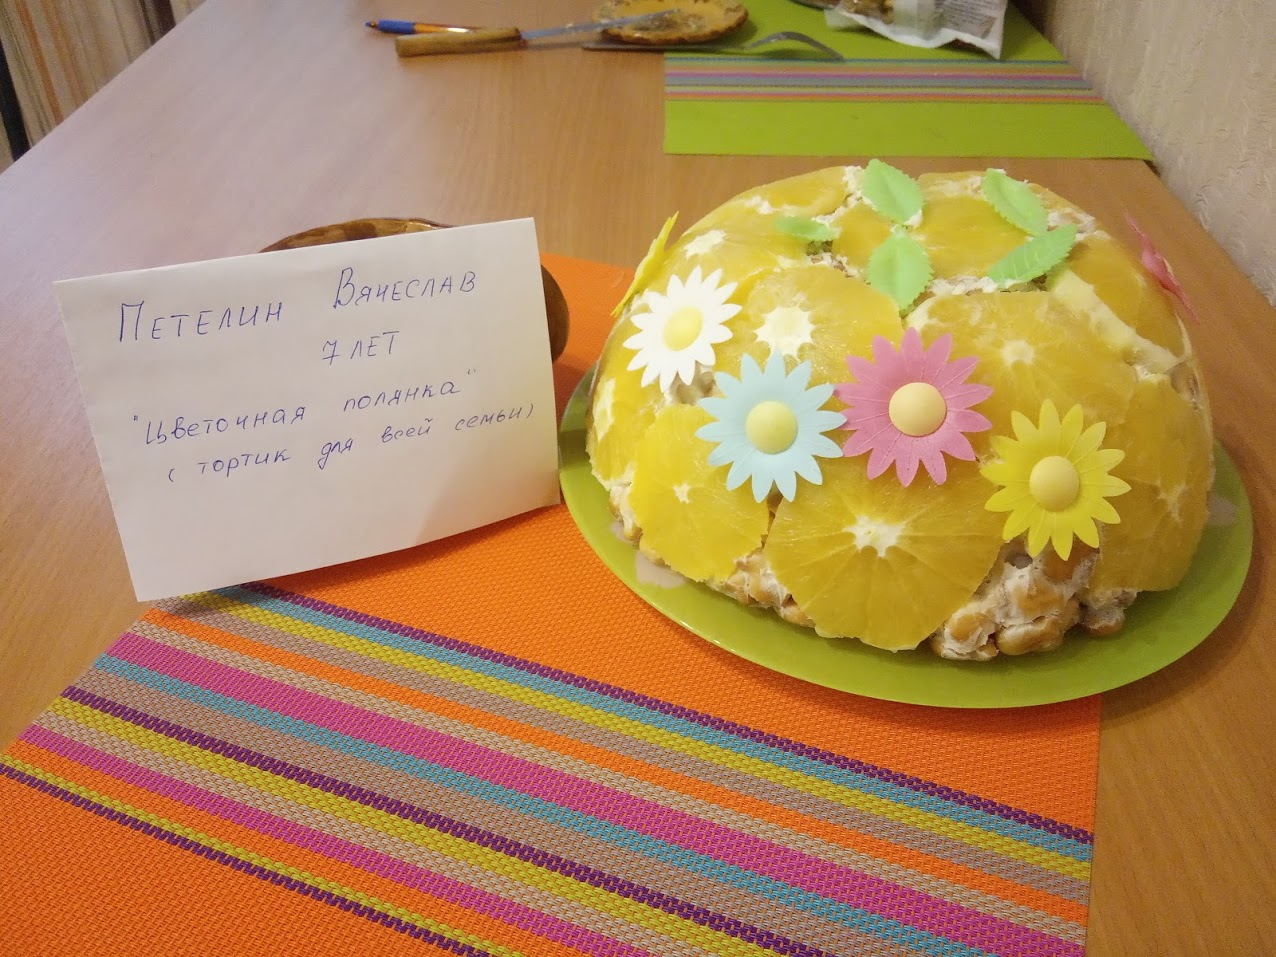 Петелин Вячеслав
7 лет
"Цветочная полянка"
(тортик для всей семьи)